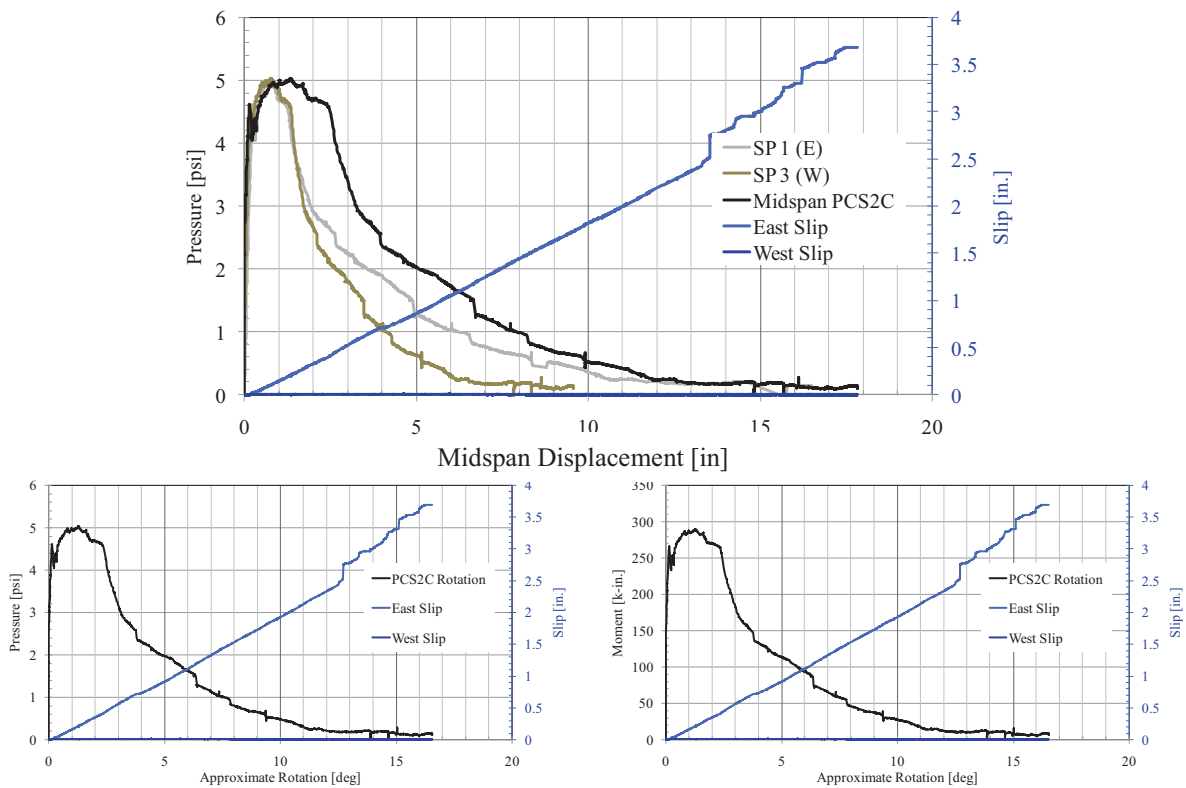 6
5
4
3
2
1
0
Pressure [psi]
4
3.5
3
2.5
2
1.5
1
0.5
0
Slip [in.]
SP 1 (E)
SP 3 (W)
Midspan PCS2C
East Slip
West Slip
0 5 10 15 20
Midspan Displacement [in]
6
5
4
3
2
1
0
Pressure [psi]
4
3.5
3
2.5
2
1.5
1
0.5
0
Slip [in.]
PCS2C Rotation
East Slip
West Slip
0 5 10 15 20
Approximate Rotation [deg]
350
300
250
200
150
100
50
0
Moment [k-in.]
4
3.5
3
2.5
2
1.5
1
0.5
0
Slip [in.]
PCS2C Rotation
East Slip
West Slip
0 5 10 15 20
Approximate Rotation [deg]